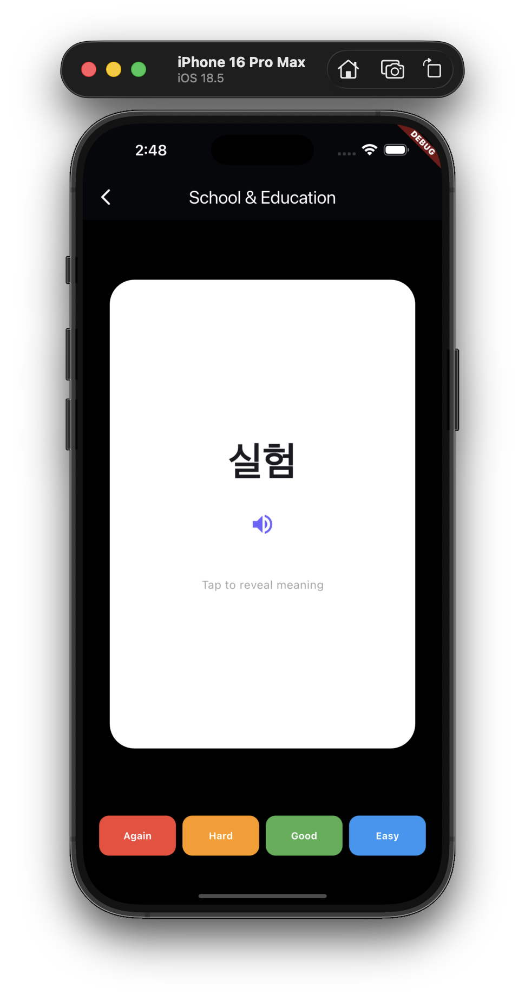 iPhone 16 Pro Max
iOS 18.5
2:48
DEBUG
School & Education
실험
Tap to reveal meaning
Again
Hard
Good
Easy